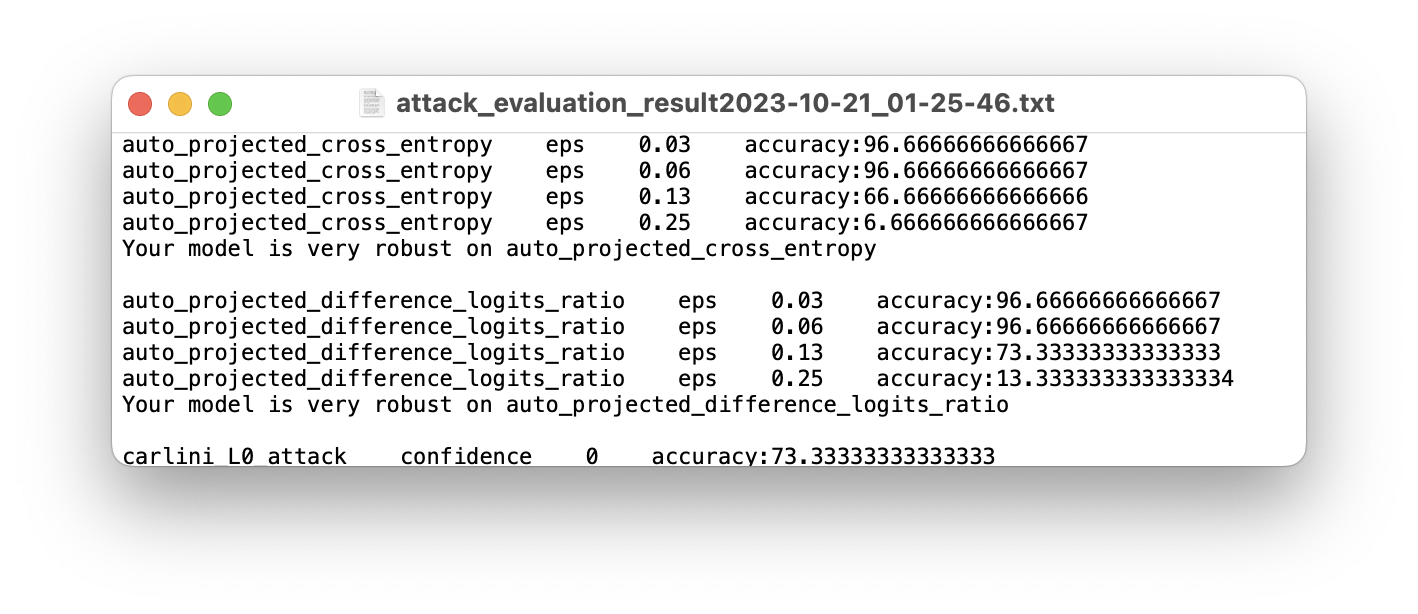 attack_evaluation_result2023-10-21_01-25-46.txt
auto_projected_cross_entropy    eps    0.03    accuracy:96.66666666666667
auto_projected_cross_entropy    eps    0.06    accuracy:96.66666666666667
auto_projected_cross_entropy    eps    0.13    accuracy:66.66666666666666
auto_projected_cross_entropy    eps    0.25    accuracy:6.666666666666667
Your model is very robust on auto_projected_cross_entropy
auto_projected_difference_logits_ratio    eps    0.03    accuracy:96.66666666666667
auto_projected_difference_logits_ratio    eps    0.06    accuracy:96.66666666666667
auto_projected_difference_logits_ratio    eps    0.13    accuracy:73.33333333333333
auto_projected_difference_logits_ratio    eps    0.25    accuracy:13.333333333333334
Your model is very robust on auto_projected_difference_logits_ratio
carlini_L0_attack    confidence    0    accuracy:73.33333333333333